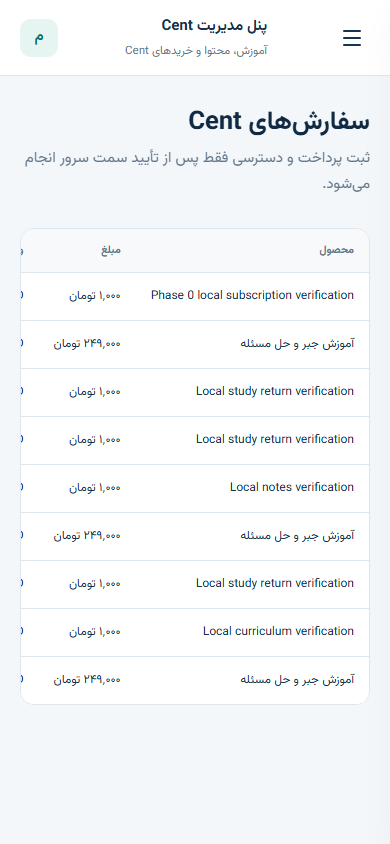 پنل مدیریت Cent
آموزش، محتوا و خریدهای Cent
م
سفارش‌های Cent
ثبت پرداخت و دسترسی فقط پس از تأیید سمت سرور انجام
می‌شود.
محصول مبلغ
Phase 0 local subscription verification ۱٬۰۰۰ تومان
آموزش جبر و حل مسئله ۲۴۹٬۰۰۰ تومان
Local study return verification ۱٬۰۰۰ تومان
Local study return verification ۱٬۰۰۰ تومان
Local notes verification ۱٬۰۰۰ تومان
آموزش جبر و حل مسئله ۲۴۹٬۰۰۰ تومان
Local study return verification ۱٬۰۰۰ تومان
Local curriculum verification ۱٬۰۰۰ تومان
آموزش جبر و حل مسئله ۲۴۹٬۰۰۰ تومان